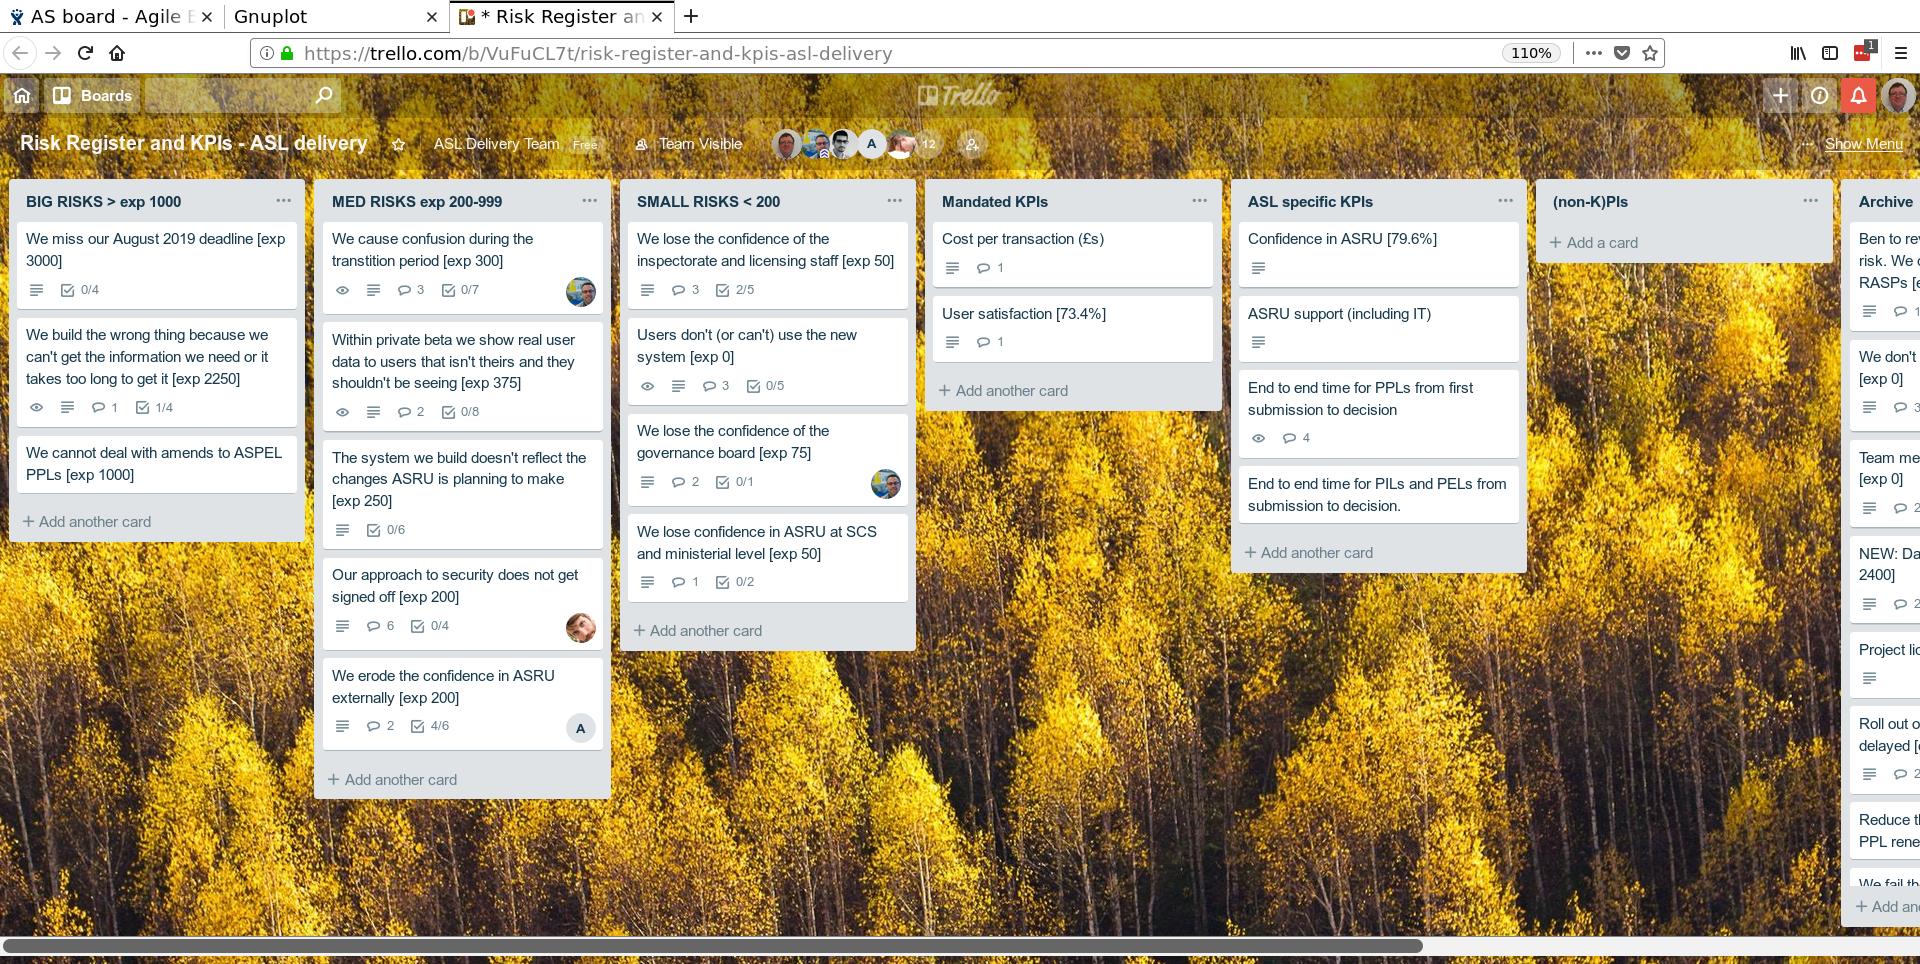 AS board - Agile
Gnuplot
* Risk Register an
https://trello.com/b/VuFuCL7t/risk-register-and-kpis-asl-delivery
110%
1
Boards
Trello
Risk Register and KPIs - ASL delivery
ASL Delivery Team
Free
Team Visible
A
12
Show Menu
BIG RISKS > exp 1000
We miss our August 2019 deadline [exp
3000]
0/4
We build the wrong thing because we
can't get the information we need or it
takes too long to get it [exp 2250]
1 1/4
We cannot deal with amends to ASPEL
PPLs [exp 1000]
+ Add another card
MED RISKS exp 200-999
We cause confusion during the
transtition period [exp 300]
3 0/7
Within private beta we show real user
data to users that isn't theirs and they
shouldn't be seeing [exp 375]
2 0/8
The system we build doesn't reflect the
changes ASRU is planning to make
[exp 250]
0/6
Our approach to security does not get
signed off [exp 200]
6 0/4
We erode the confidence in ASRU
externally [exp 200]
2 4/6
A
+ Add another card
SMALL RISKS < 200
We lose the confidence of the
inspectorate and licensing staff [exp 50]
3 2/5
Users don't (or can't) use the new
system [exp 0]
3 0/5
We lose the confidence of the
governance board [exp 75]
2 0/1
We lose confidence in ASRU at SCS
and ministerial level [exp 50]
1 0/2
+ Add another card
Mandated KPIs
Cost per transaction (£s)
1
User satisfaction [73.4%]
1
+ Add another card
ASL specific KPIs
Confidence in ASRU [79.6%]
ASRU support (including IT)
End to end time for PPLs from first
submission to decision
4
End to end time for PILs and PELs from
submission to decision.
+ Add another card
(non-K)PIs
+ Add a card
Archive
Ben to re
risk. We
RASPs [e
1
We don't
[exp 0]
3
Team me
[exp 0]
2
NEW: Da
2400]
2
Project lic
Roll out o
delayed [
2
Reduce t
PPL rene
We fail th
+ Add an